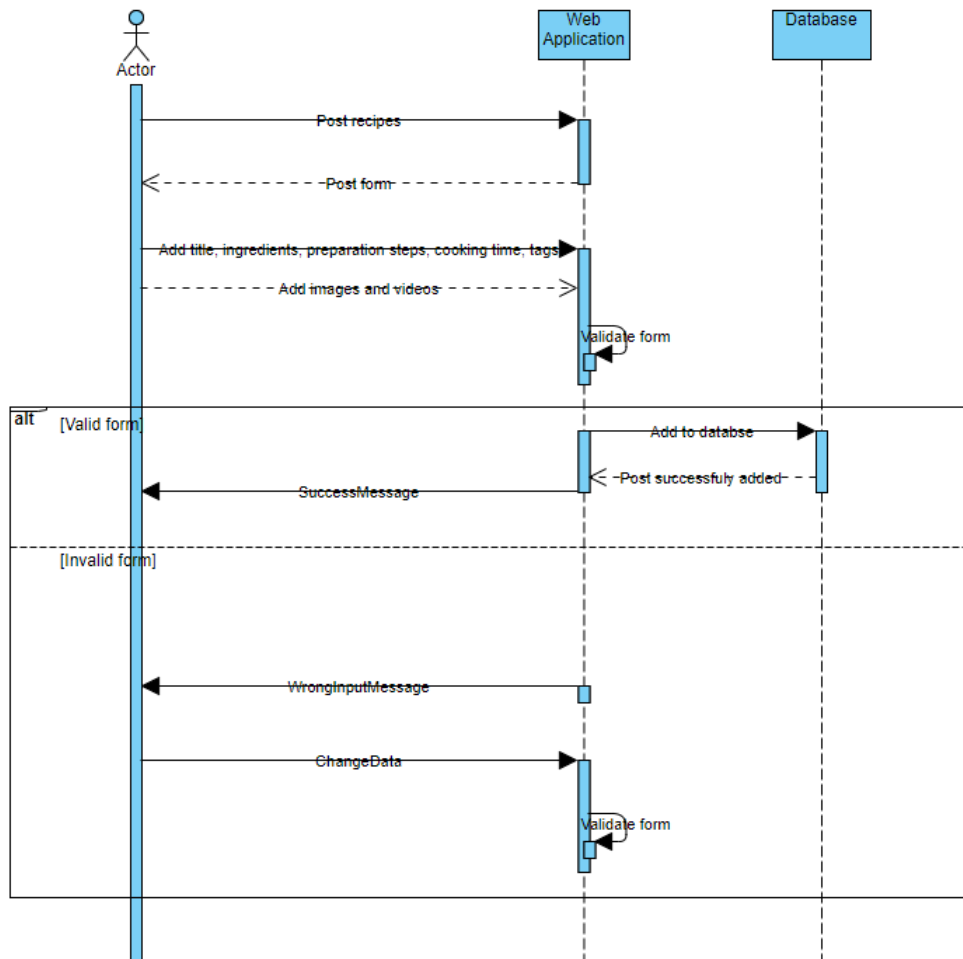 Actor
Web
Application
Database
Post recipes
Post form
Add title, ingredients, preparation steps, cooking time, tags
Add images and videos
Validate form
alt
[Valid form]
Add to databse
Post successfuly added
SuccessMessage
[Invalid form]
WrongInputMessage
ChangeData
Validate form